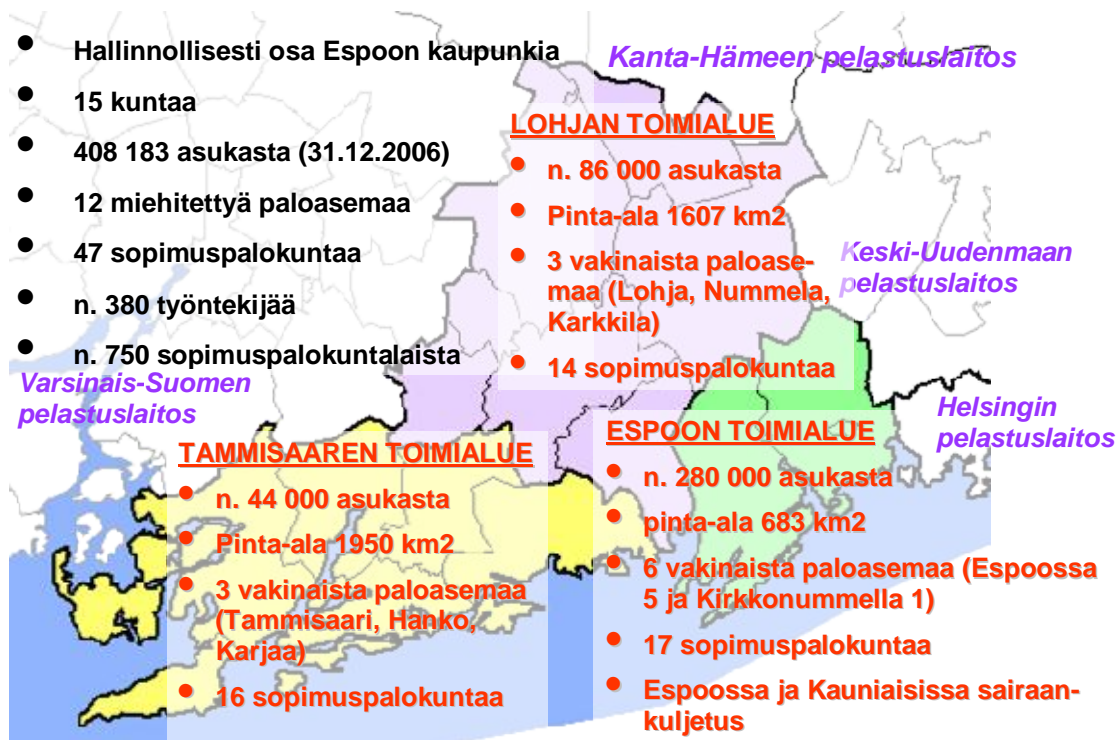 Hallinnollisesti osa Espoon kaupunkia
15 kuntaa
408 183 asukasta (31.12.2006)
12 miehitettyä paloasemaa
47 sopimuspalokuntaa
n. 380 työntekijää
n. 750 sopimuspalokuntalaista
Kanta-Hämeen pelastuslaitos
LOHJAN TOIMIALUE
n. 86 000 asukasta
Pinta-ala 1607 km2
3 vakinaista paloase-
maa (Lohja, Nummela,
Karkkila)
14 sopimuspalokuntaa
Keski-Uudenmaan
pelastuslaitos
Varsinais-Suomen
pelastuslaitos
Helsingin
pelastuslaitos
TAMMISAAREN TOIMIALUE
n. 44 000 asukasta
Pinta-ala 1950 km2
3 vakinaista paloasemaa
(Tammisaari, Hanko,
Karjaa)
16 sopimuspalokuntaa
ESPOON TOIMIALUE
n. 280 000 asukasta
pinta-ala 683 km2
6 vakinaista paloasemaa (Espoossa
5 ja Kirkkonummella 1)
17 sopimuspalokuntaa
Espoossa ja Kauniaisissa sairaan-
kuljetus